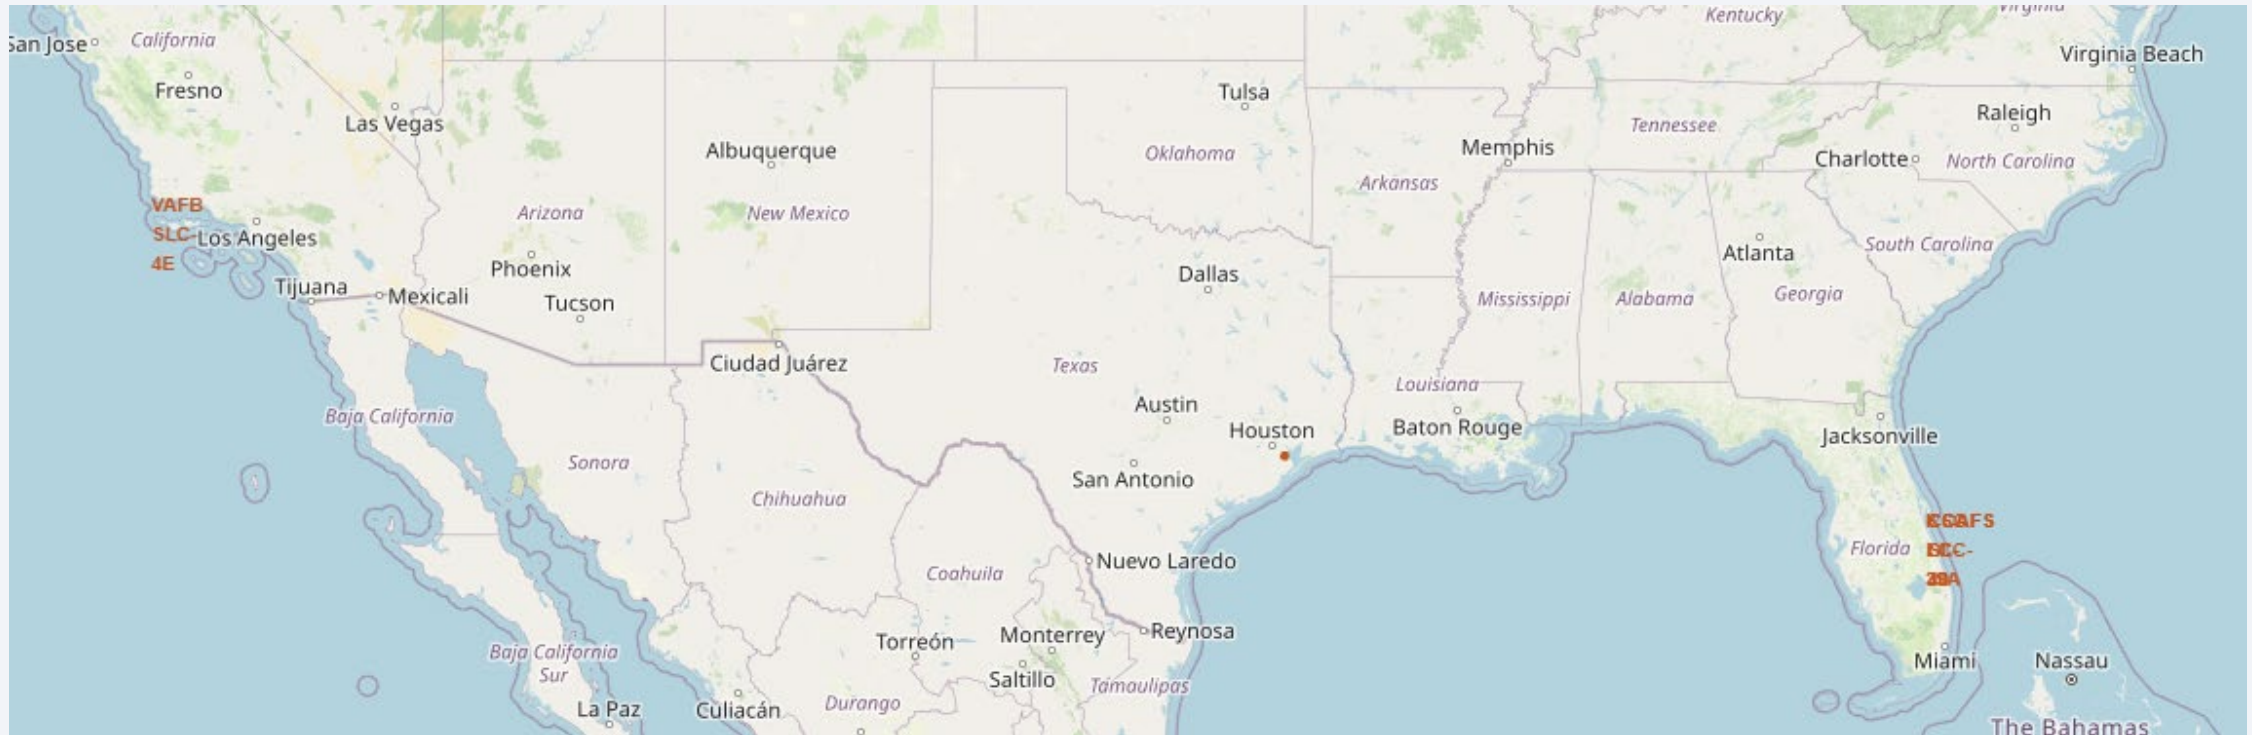 Kentucky
Virginia
San Jose
California
Virginia Beach
Fresno
Tulsa
Las Vegas
Raleigh
Tennessee
Albuquerque
Oklahoma
Memphis
Charlotte
North Carolina
Arkansas
VAFB
SLC-
4E
Los Angeles
Arizona
New Mexico
Phoenix
Dallas
Atlanta
South Carolina
Tijuana
Mexicali
Tucson
Mississippi
Alabama
Georgia
Ciudad Juárez
Texas
Louisiana
Baja California
Austin
Houston
Baton Rouge
Jacksonville
Sonora
San Antonio
Chihuahua
Florida
Nuevo Laredo
Coahuila
Torreón
Monterrey
Reynosa
Baja California
Sur
Saltillo
Tamaulipas
Miami
Nassau
La Paz
Culiacán
Durango
The Bahamas